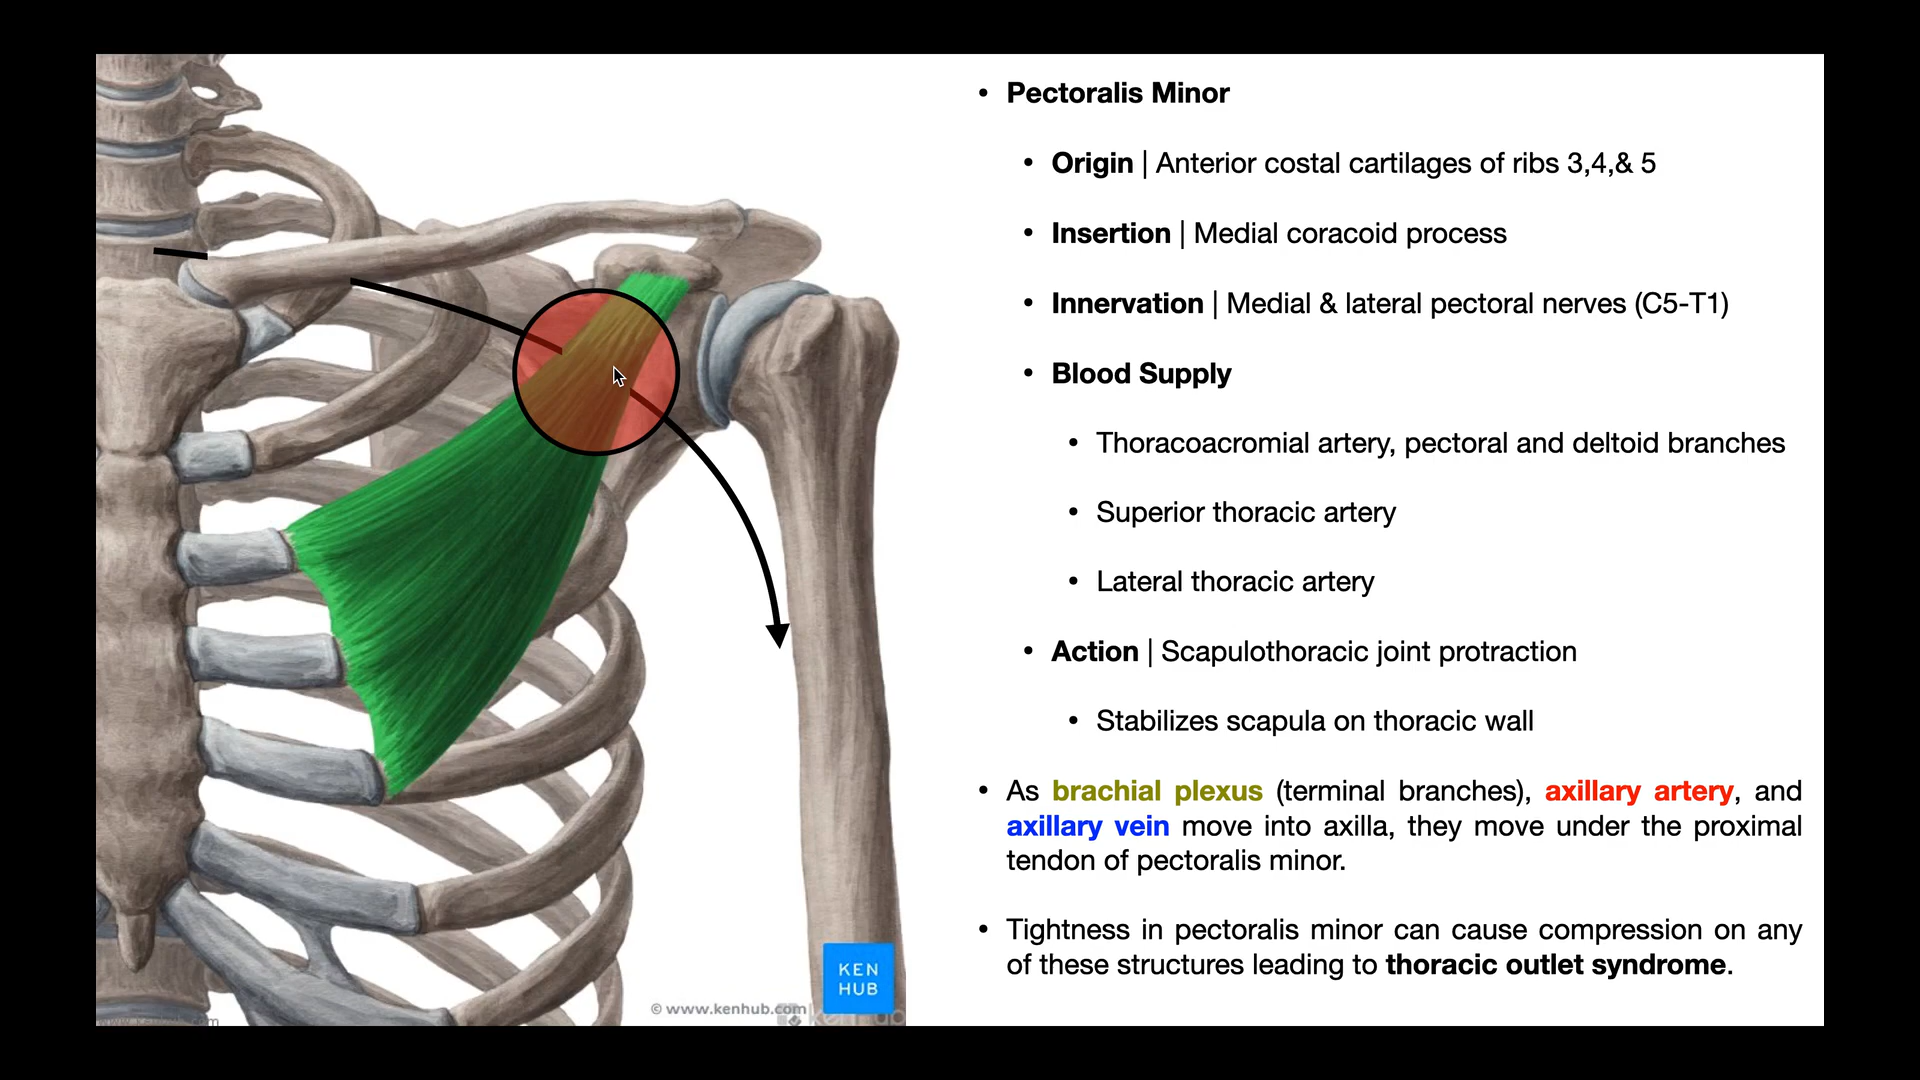 • Pectoralis Minor
• Origin | Anterior costal cartilages of ribs 3,4,& 5
• Insertion | Medial coracoid process
• Innervation | Medial & lateral pectoral nerves (C5-T1)
• Blood Supply
• Thoracoacromial artery, pectoral and deltoid branches
• Superior thoracic artery
• Lateral thoracic artery
• Action | Scapulothoracic joint protraction
• Stabilizes scapula on thoracic wall
• As brachial plexus (terminal branches), axillary artery, and
axillary vein move into axilla, they move under the proximal
tendon of pectoralis minor.
• Tightness in pectoralis minor can cause compression on any
of these structures leading to thoracic outlet syndrome.
KEN
HUB
© www.kenhub.com